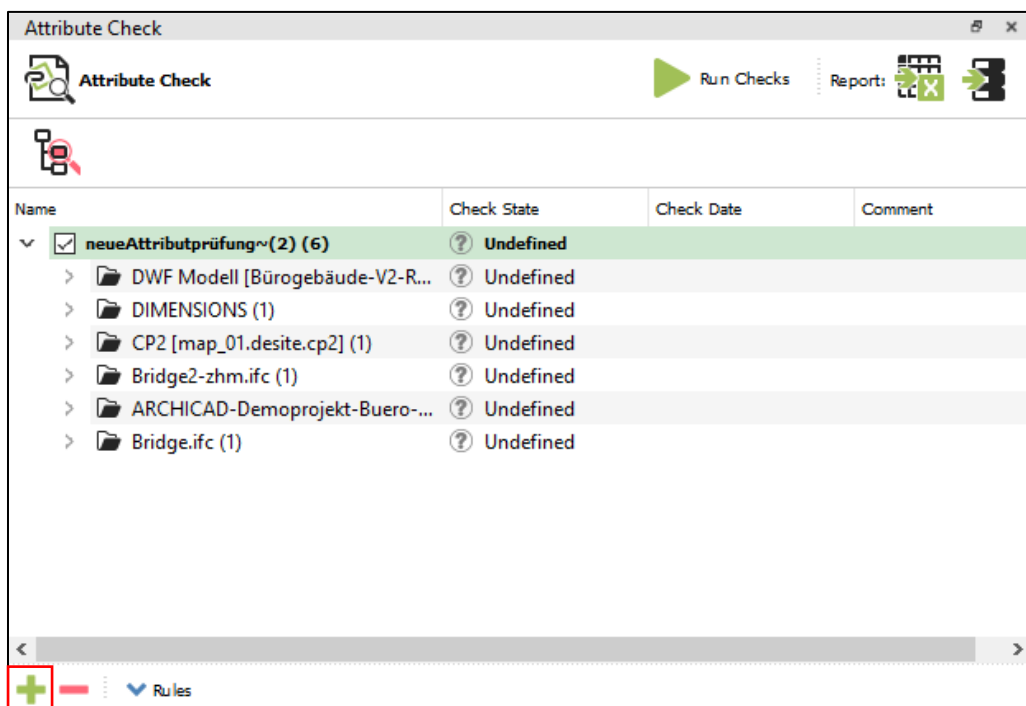 Attribute Check
Attribute Check Run Checks Report:
Name Check State Check Date Comment
neueAttributprüfung~(2) (6) Undefined
DWF Modell [Bürogebäude-V2-R... Undefined
DIMENSIONS (1) Undefined
CP2 [map_01.desite.cp2] (1) Undefined
Bridge2-zhm.ifc (1) Undefined
ARCHICAD-Demoprojekt-Buero-... Undefined
Bridge.ifc (1) Undefined
Rules